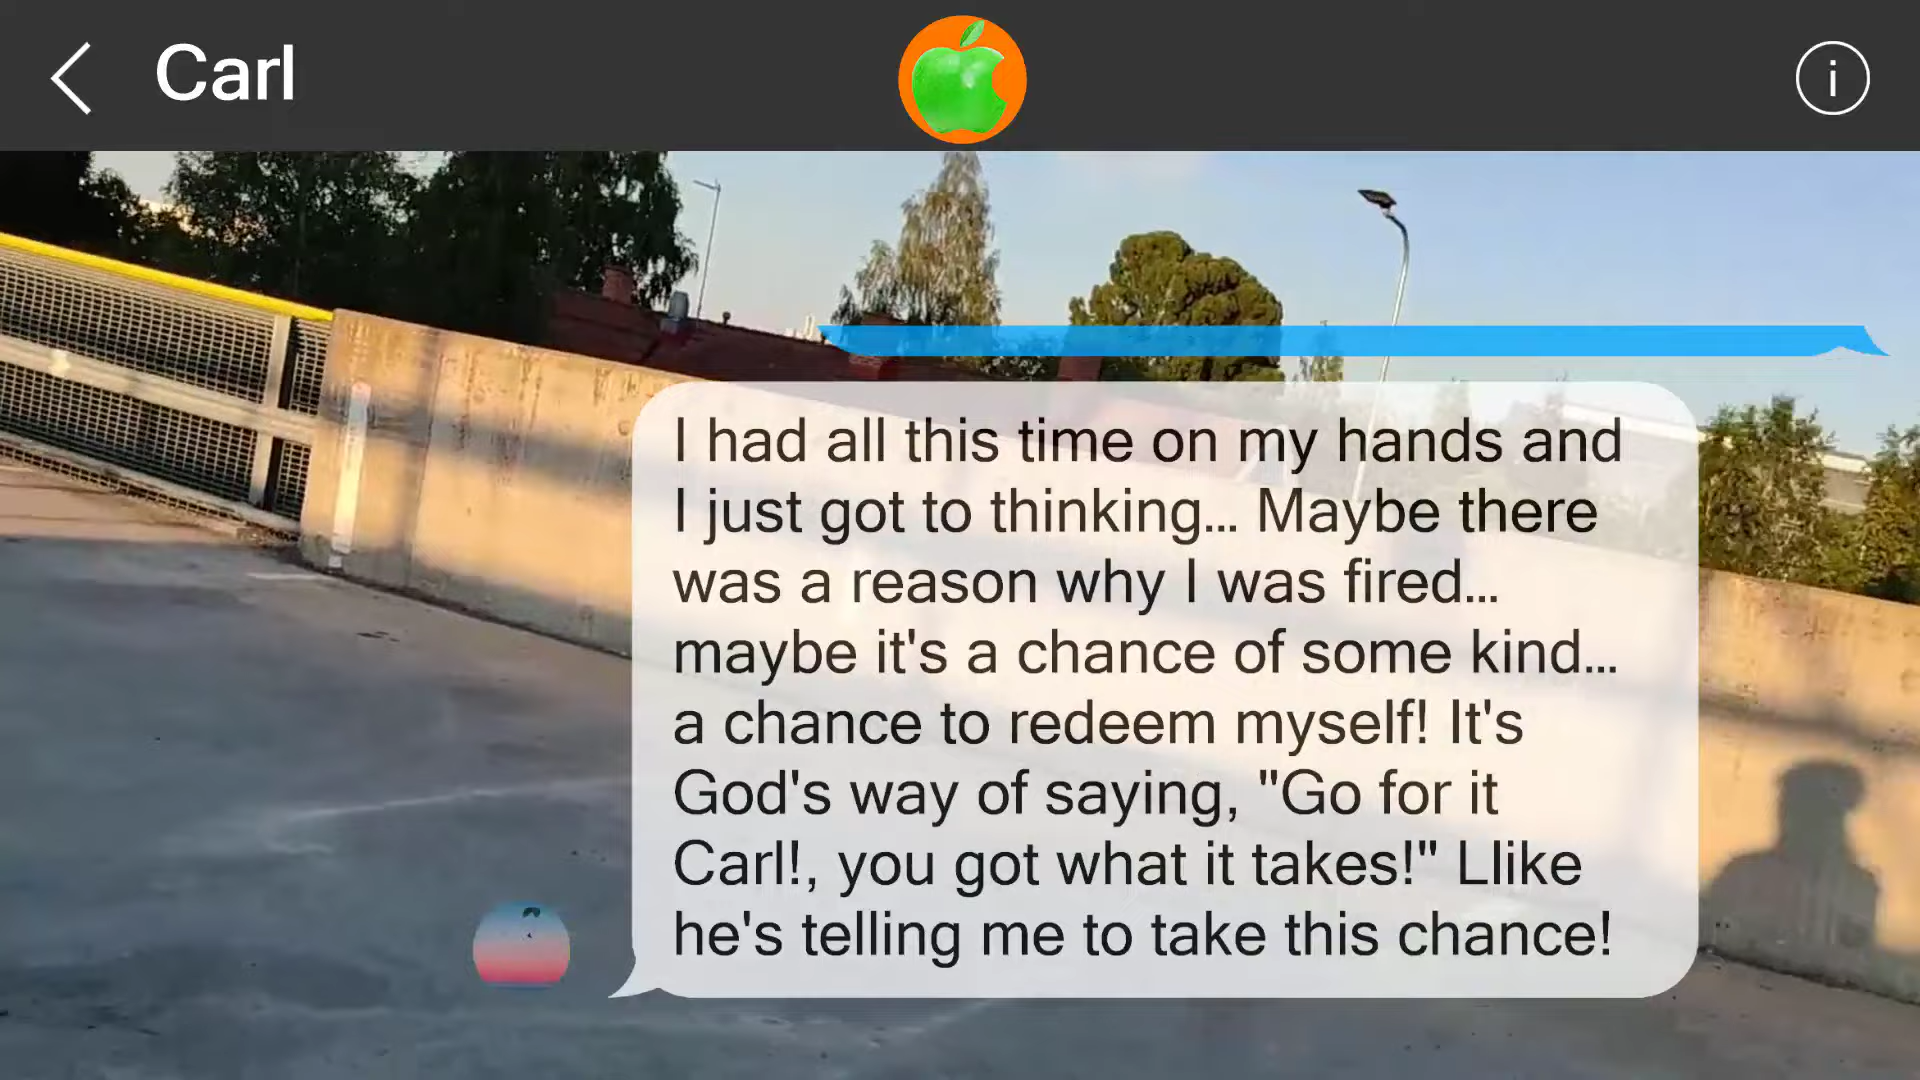 Carl
i
I had all this time on my hands and
I just got to thinking... Maybe there
was a reason why I was fired...
maybe it's a chance of some kind...
a chance to redeem myself! It's
God's way of saying, "Go for it
Carl!, you got what it takes!" Llike
he's telling me to take this chance!